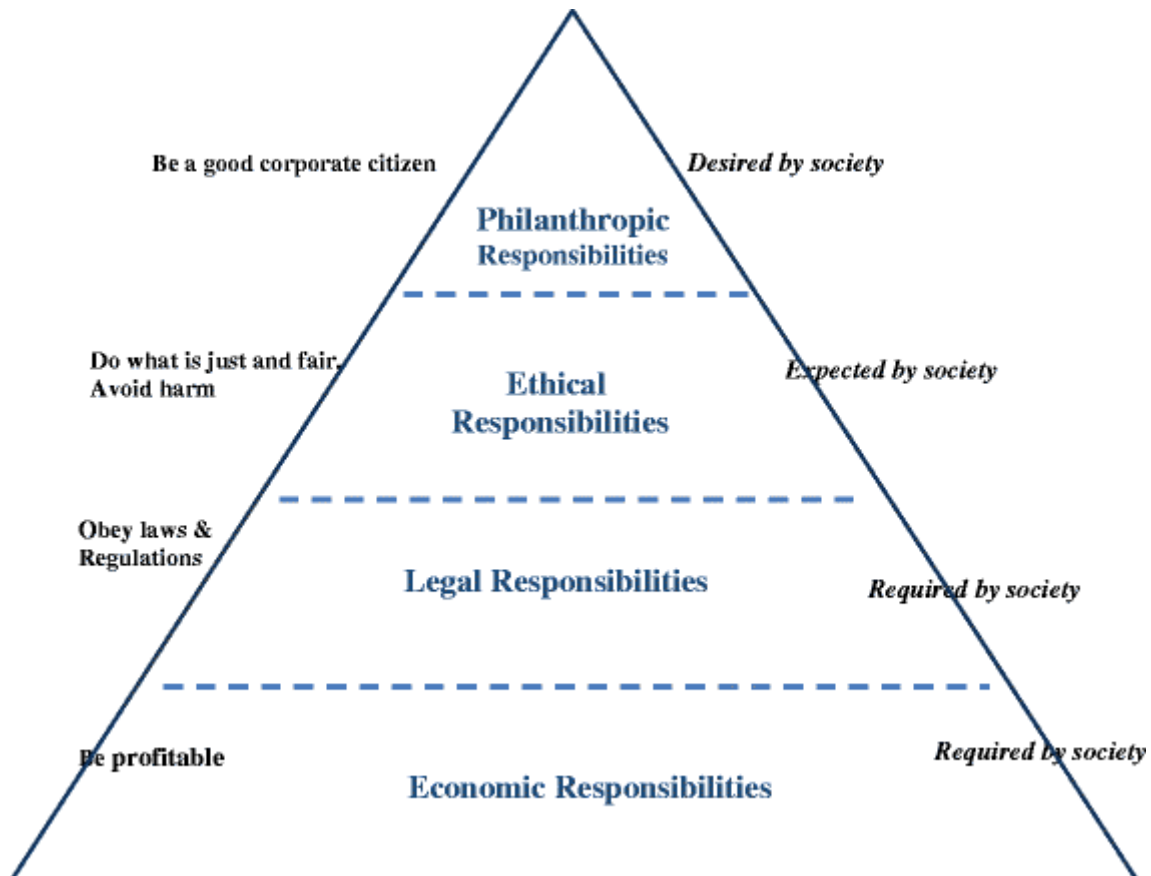 Be a good corporate citizen
Desired by society
Philanthropic
Responsibilities
Do what is just and fair,
Avoid harm
Expected by society
Ethical
Responsibilities
Obey laws &
Regulations
Legal Responsibilities
Required by society
Be profitable
Required by society
Economic Responsibilities